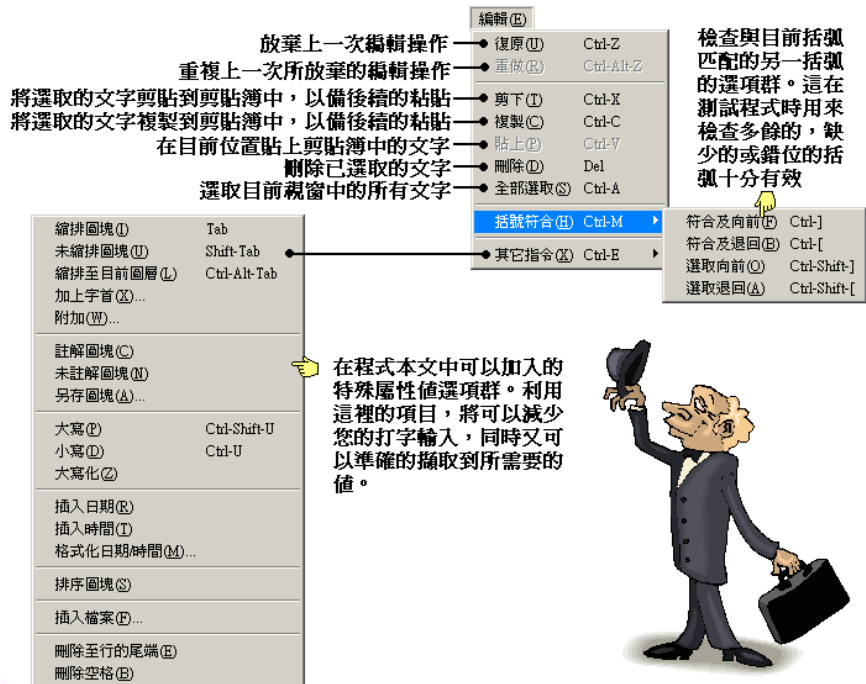 編輯(E)
放棄上一次編輯操作
復原(U) Ctrl-Z
重複上一次所放棄的編輯操作
重做(R) Ctrl-Alt-Z
將選取的文字剪貼到剪貼簿中，以備後續的粘貼
剪下(T) Ctrl-X
將選取的文字複製到剪貼簿中，以備後續的粘貼
複製(C) Ctrl-C
在目前位置貼上剪貼簿中的文字
貼上(P) Ctrl-V
刪除已選取的文字
刪除(D) Del
選取目前視窗中的所有文字
全部選取(S) Ctrl-A
括號符合(H) Ctrl-M
其它指令(X) Ctrl-E
檢查與目前括弧
匹配的另一括弧
的選項群。這在
測試程式時用來
檢查多餘的，缺
少的或錯位的括
弧十分有效
符合及向前(F) Ctrl-]
符合及退回(B) Ctrl-[
選取向前(O) Ctrl-Shift-]
選取退回(A) Ctrl-Shift-[
縮排圖塊(I) Tab
未縮排圖塊(U) Shift-Tab
縮排至目前圖層(L) Ctrl-Alt-Tab
加上字首(X)...
附加(W)...
註解圖塊(C)
未註解圖塊(N)
另存圖塊(A)...
大寫(P) Ctrl-Shift-U
小寫(D) Ctrl-U
大寫化(Z)
插入日期(R)
插入時間(T)
格式化日期/時間(M)...
排序圖塊(S)
插入檔案(F)...
刪除至行的尾端(E)
刪除空格(B)
在程式本文中可以加入的
特殊屬性值選項群。利用
這裡的項目，將可以減少
您的打字輸入，同時又可
以準確的擷取到所需要的
值。